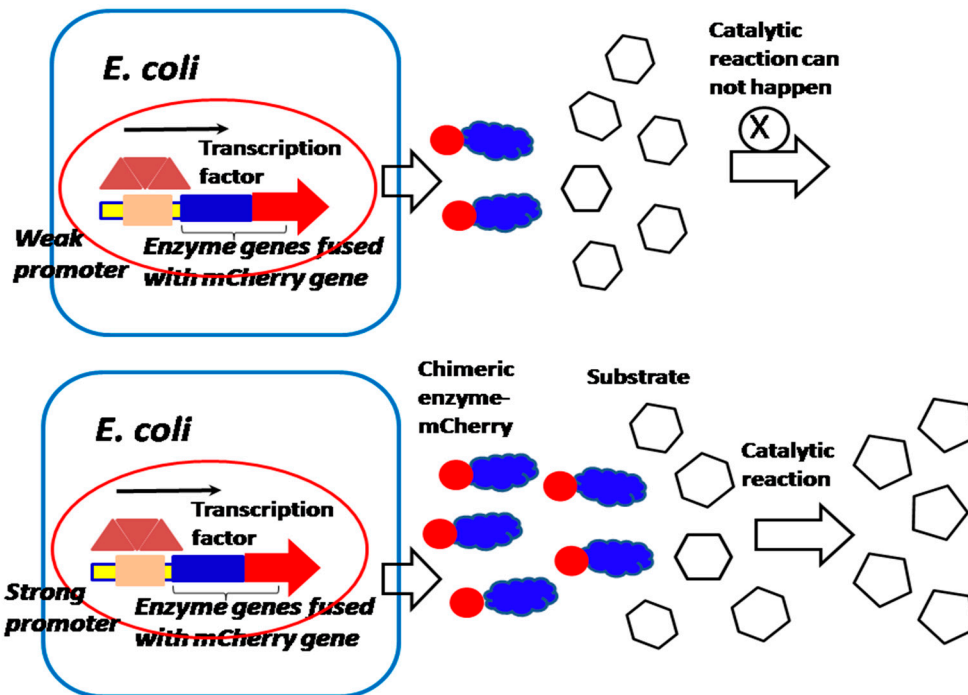 E. coli
Transcription
factor
Weak
promoter
Enzyme genes fused
with mCherry gene
Catalytic
reaction can
not happen
X
E. coli
Transcription
factor
Strong
promoter
Enzyme genes fused
with mCherry gene
Chimeric
enzyme-
mCherry
Substrate
Catalytic
reaction